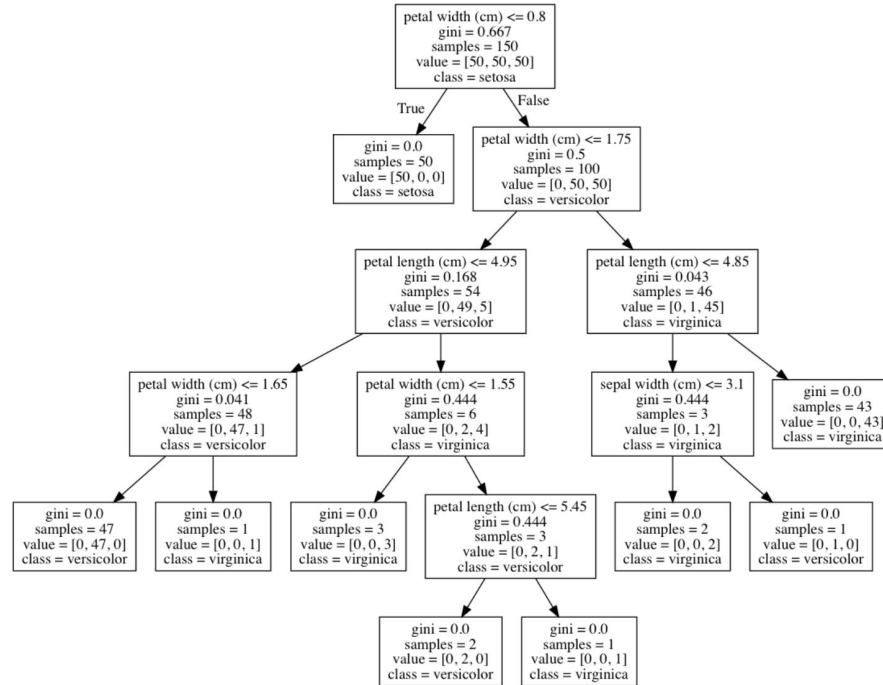 petal width (cm) <= 0.8
gini = 0.667
samples = 150
value = [50, 50, 50]
class = setosa
True
False
gini = 0.0
samples = 50
value = [50, 0, 0]
class = setosa
petal width (cm) <= 1.75
gini = 0.5
samples = 100
value = [0, 50, 50]
class = versicolor
petal length (cm) <= 4.95
gini = 0.168
samples = 54
value = [0, 49, 5]
class = versicolor
petal length (cm) <= 4.85
gini = 0.043
samples = 46
value = [0, 1, 45]
class = virginica
petal width (cm) <= 1.65
gini = 0.041
samples = 48
value = [0, 47, 1]
class = versicolor
petal width (cm) <= 1.55
gini = 0.444
samples = 6
value = [0, 2, 4]
class = virginica
sepal width (cm) <= 3.1
gini = 0.444
samples = 3
value = [0, 1, 2]
class = virginica
gini = 0.0
samples = 43
value = [0, 0, 43]
class = virginica
gini = 0.0
samples = 47
value = [0, 47, 0]
class = versicolor
gini = 0.0
samples = 1
value = [0, 0, 1]
class = virginica
gini = 0.0
samples = 3
value = [0, 0, 3]
class = virginica
petal length (cm) <= 5.45
gini = 0.444
samples = 3
value = [0, 2, 1]
class = versicolor
gini = 0.0
samples = 2
value = [0, 0, 2]
class = virginica
gini = 0.0
samples = 1
value = [0, 1, 0]
class = versicolor
gini = 0.0
samples = 2
value = [0, 2, 0]
class = versicolor
gini = 0.0
samples = 1
value = [0, 0, 1]
class = virginica